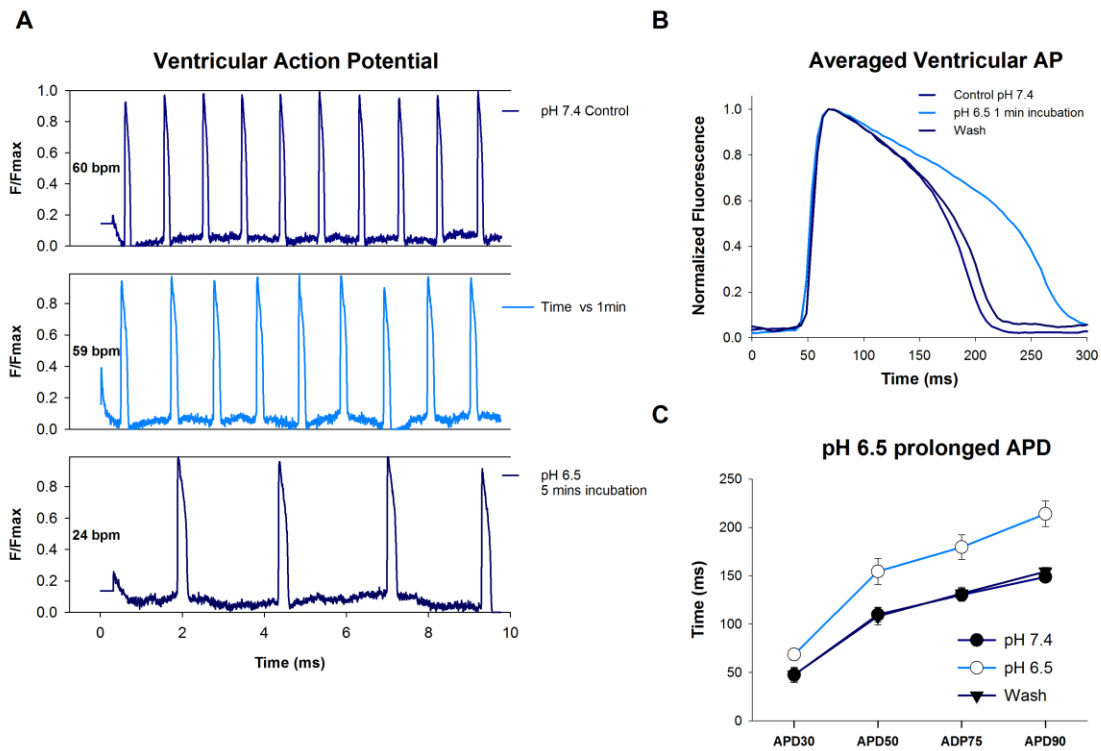 A
Ventricular Action Potential
F/Fmax
1.0
0.8
0.6
0.4
0.2
0.0
60 bpm
pH 7.4 Control
F/Fmax
0.8
0.6
0.4
0.2
0.0
59 bpm
Time vs 1min
F/Fmax
0.8
0.6
0.4
0.2
0.0
24 bpm
pH 6.5
5 mins incubation
0 2 4 6 8 10
Time (ms)
B
Averaged Ventricular AP
Control pH 7.4
pH 6.5 1 min incubation
Wash
Normalized Fluorescence
1.0
0.8
0.6
0.4
0.2
0.0
0 50 100 150 200 250 300
Time (ms)
C
pH 6.5 prolonged APD
Time (ms)
250
200
150
100
50
0
pH 7.4
pH 6.5
Wash
APD30 APD50 ADP75 APD90